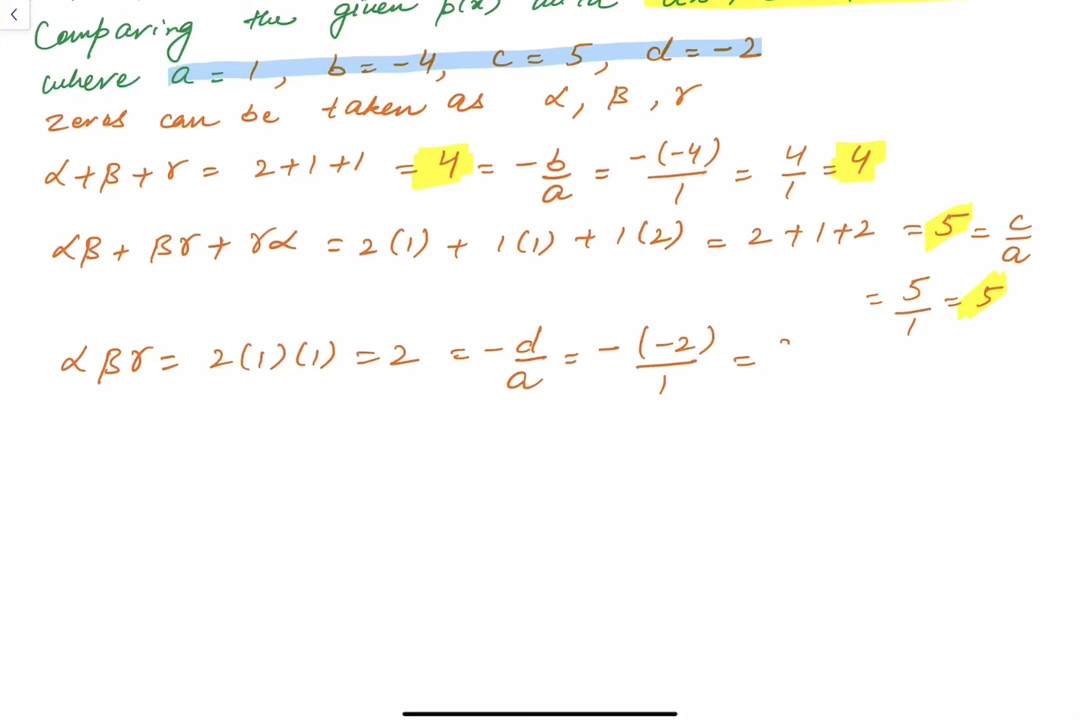 Comparing the given p(x)
where a = 1, b = -4, c = 5, d = -2
zeros can be taken as α, β, γ
α + β + γ = 2+1+1 = 4 = -b/a = -(-4)/1 = 4/1 = 4
αβ + βγ + γα = 2(1) + 1(1) + 1(2) = 2+1+2 = 5 = c/a
= 5/1 = 5
αβγ = 2(1)(1) = 2 = -d/a = -(-2)/1 =